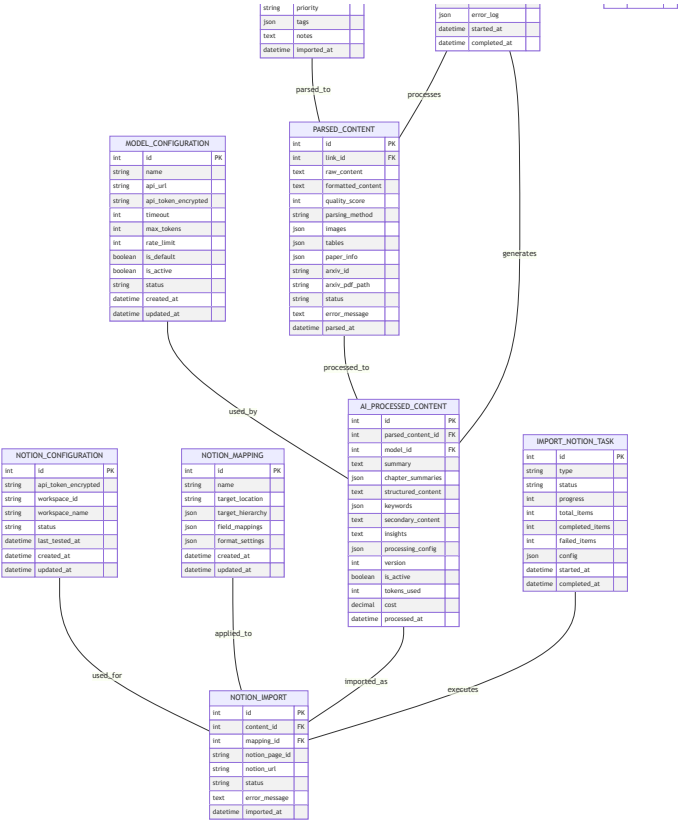 string priority
json tags
text notes
datetime imported_at
json error_log
datetime started_at
datetime completed_at
parsed_to
processes
PARSED_CONTENT
int id PK
int link_id FK
text raw_content
text formatted_content
int quality_score
string parsing_method
json images
json tables
json paper_info
string arxiv_id
string arxiv_pdf_path
string status
text error_message
datetime parsed_at
MODEL_CONFIGURATION
int id PK
string name
string api_url
string api_token_encrypted
int timeout
int max_tokens
int rate_limit
boolean is_default
boolean is_active
string status
datetime created_at
datetime updated_at
generates
processed_to
used_by
AI_PROCESSED_CONTENT
int id PK
int parsed_content_id FK
int model_id FK
text summary
json chapter_summaries
text structured_content
json keywords
text secondary_content
text insights
json processing_config
int version
boolean is_active
int tokens_used
decimal cost
datetime processed_at
NOTION_CONFIGURATION
int id PK
string api_token_encrypted
string workspace_id
string workspace_name
string status
datetime last_tested_at
datetime created_at
datetime updated_at
NOTION_MAPPING
int id PK
string name
string target_location
json target_hierarchy
json field_mappings
json format_settings
datetime created_at
datetime updated_at
IMPORT_NOTION_TASK
int id PK
string type
string status
int progress
int total_items
int completed_items
int failed_items
json config
datetime started_at
datetime completed_at
applied_to
used_for
imported_as
executes
NOTION_IMPORT
int id PK
int content_id FK
int mapping_id FK
string notion_page_id
string notion_url
string status
text error_message
datetime imported_at